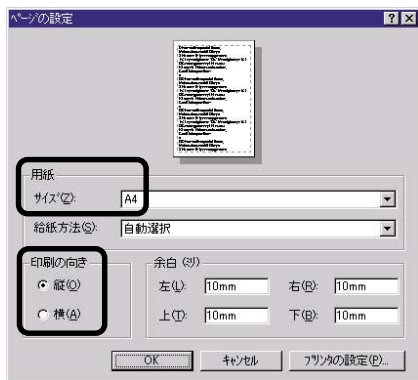 ページの設定
用紙
サイズ(Z): A4
給紙方法(S): 自動選択
印刷の向き
縦(O)
横(A)
余白 (ミリ)
左(L): 10mm 右(R): 10mm
上(T): 10mm 下(B): 10mm
OK キャンセル プリンタの設定(P)...